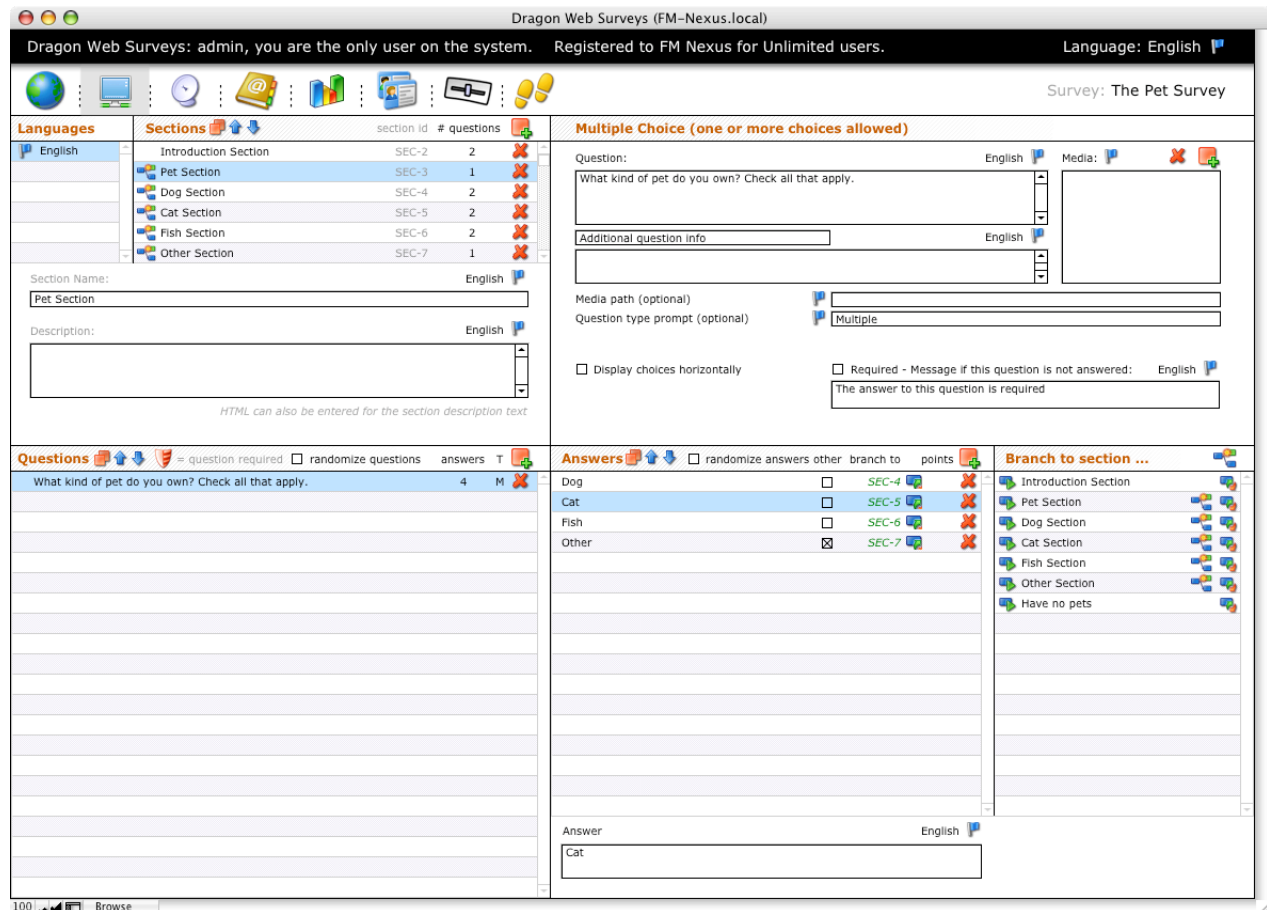 Dragon Web Surveys (FM-Nexus.local)
Dragon Web Surveys: admin, you are the only user on the system. Registered to FM Nexus for Unlimited users. Language: English
Survey: The Pet Survey
Languages
English
Sections section id # questions
Introduction Section SEC-2 2
Pet Section SEC-3 1
Dog Section SEC-4 2
Cat Section SEC-5 2
Fish Section SEC-6 2
Other Section SEC-7 1
Section Name: English
Pet Section
Description: English
HTML can also be entered for the section description text
Multiple Choice (one or more choices allowed)
Question: English Media:
What kind of pet do you own? Check all that apply.
Additional question info English
Media path (optional)
Question type prompt (optional) Multiple
Display choices horizontally Required - Message if this question is not answered: English
The answer to this question is required
Questions = question required randomize questions answers T
What kind of pet do you own? Check all that apply. 4 M
Answers randomize answers other branch to points
Dog SEC-4
Cat SEC-5
Fish SEC-6
Other SEC-7
Answer English
Cat
Branch to section ...
Introduction Section
Pet Section
Dog Section
Cat Section
Fish Section
Other Section
Have no pets
100 Browse